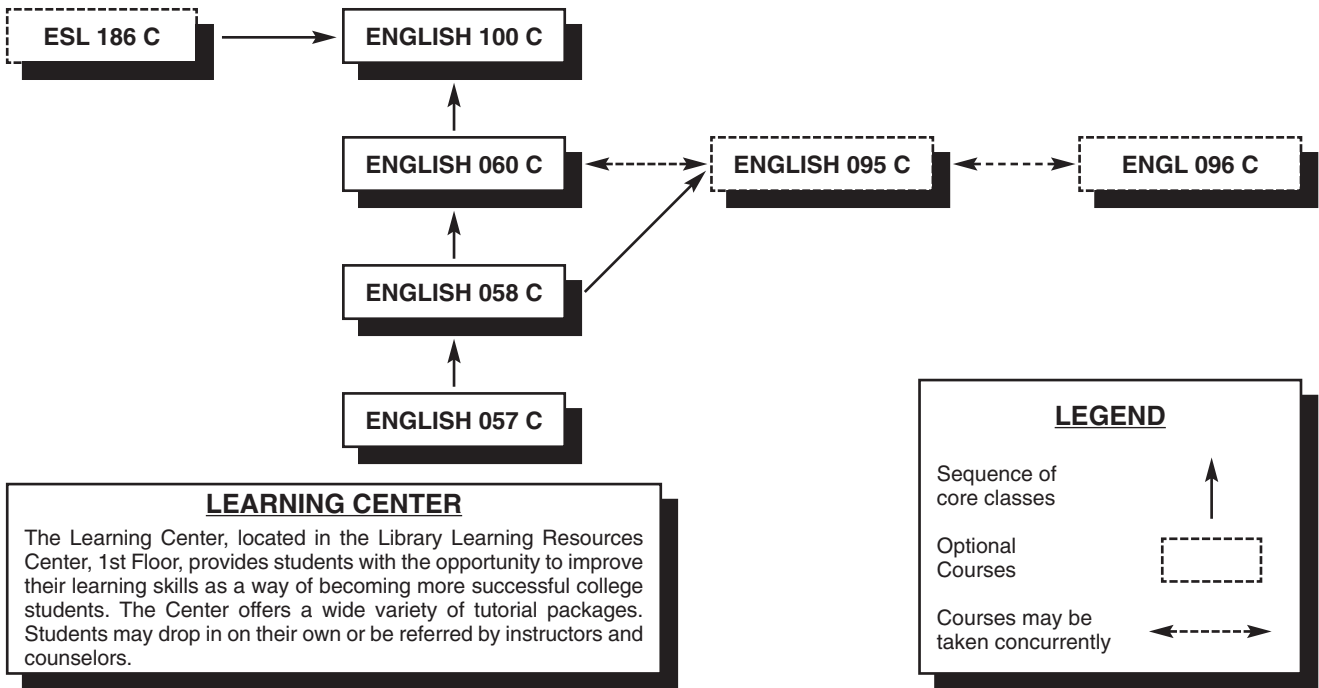 ESL 186 C
ENGLISH 100 C
ENGLISH 060 C
ENGLISH 095 C
ENGL 096 C
ENGLISH 058 C
ENGLISH 057 C
LEARNING CENTER
The Learning Center, located in the Library Learning Resources
Center, 1st Floor, provides students with the opportunity to improve
their learning skills as a way of becoming more successful college
students. The Center offers a wide variety of tutorial packages.
Students may drop in on their own or be referred by instructors and
counselors.
LEGEND
Sequence of
core classes
Optional
Courses
Courses may be
taken concurrently